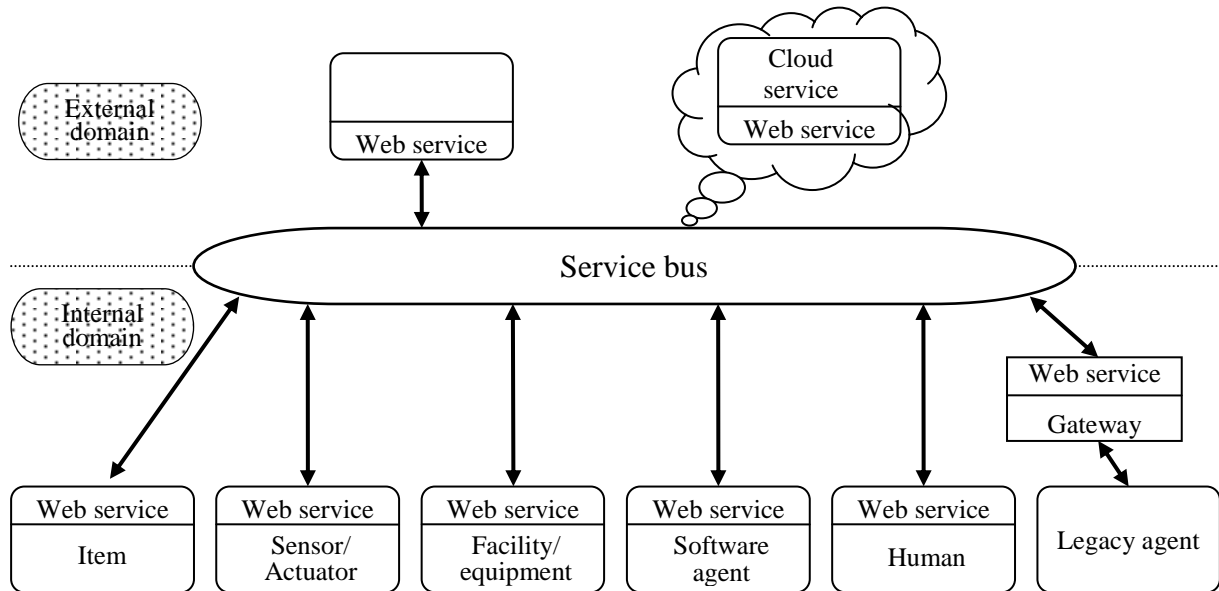 External
domain
Web service
Cloud
service
Web service
Service bus
Internal
domain
Web service
Gateway
Web service
Item
Web service
Sensor/
Actuator
Web service
Facility/
equipment
Web service
Software
agent
Web service
Human
Legacy agent